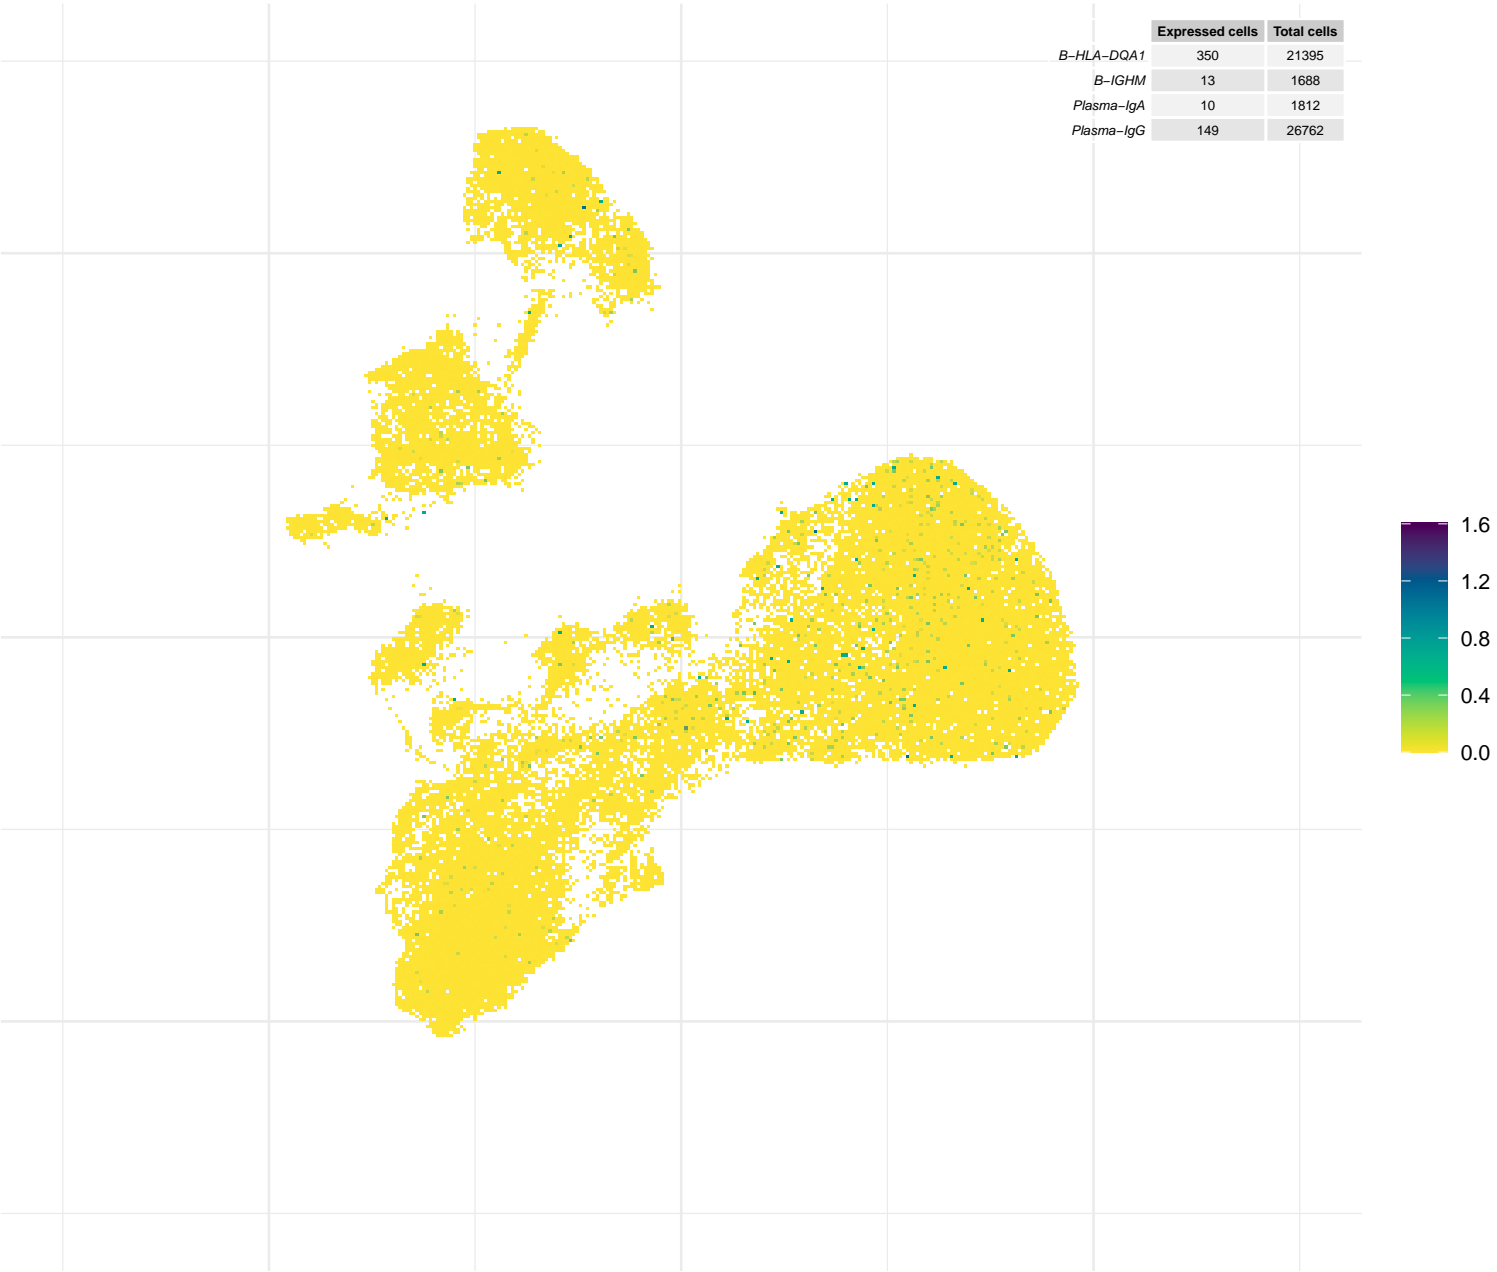 Expressed cells Total cells
B−HLA−DQA1 350 21395
B−IGHM 13 1688
Plasma−IgA 10 1812
Plasma−IgG 149 26762
1.6
1.2
0.8
0.4
0.0